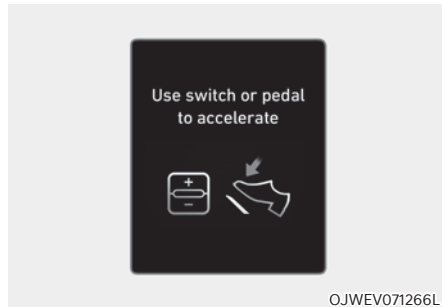 Use switch or pedal
to accelerate
+
−
OJWEV071266L